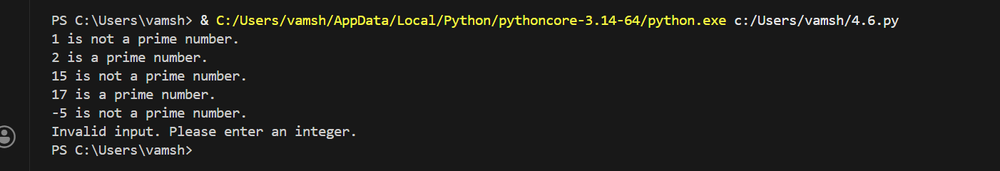 PS C:\Users\vamsh> & C:/Users/vamsh/AppData/Local/Python/pythoncore-3.14-64/python.exe c:/Users/vamsh/4.6.py
1 is not a prime number.
2 is a prime number.
15 is not a prime number.
17 is a prime number.
-5 is not a prime number.
Invalid input. Please enter an integer.
PS C:\Users\vamsh>